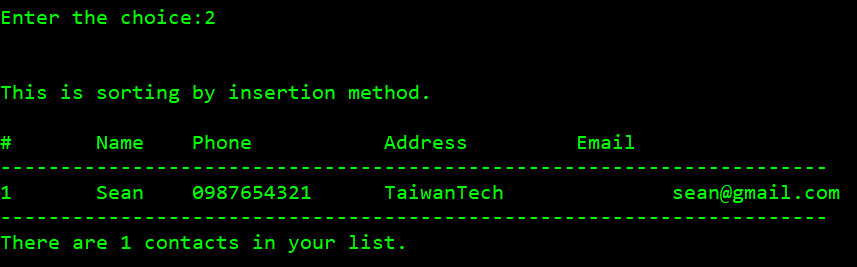 Enter the choice:2
This is sorting by insertion method.
#       Name    Phone           Address         Email
---------------------------------------------------------------------
1       Sean    0987654321      TaiwanTech              sean@gmail.com
---------------------------------------------------------------------
There are 1 contacts in your list.